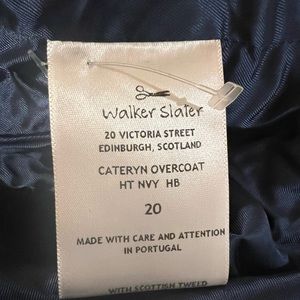 Walker Slater
20 VICTORIA STREET
EDINBURGH, SCOTLAND
CATERYN OVERCOAT
HT NVY HB
20
MADE WITH CARE AND ATTENTION
IN PORTUGAL
WITH SCOTTISH TWEED